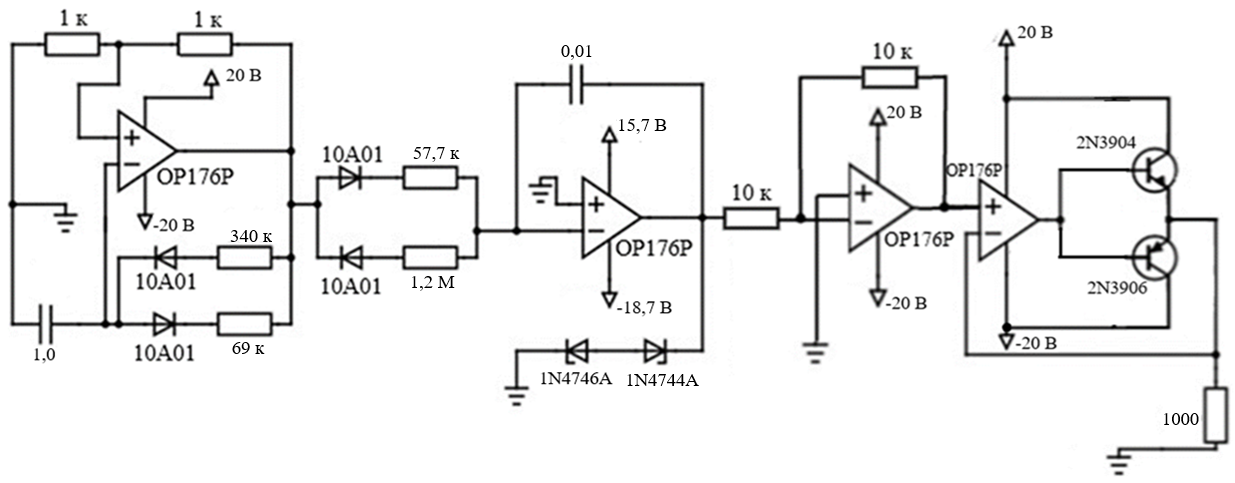 1 к
1 к
20 В
+
−
OP176P
-20 В
340 к
10A01
1,0
10A01
69 к
10A01
57,7 к
10A01
1,2 М
0,01
15,7 В
+
−
OP176P
-18,7 В
1N4746A
1N4744A
10 к
10 к
20 В
+
−
OP176P
-20 В
20 В
OP176P
+
−
-20 В
2N3904
2N3906
1000